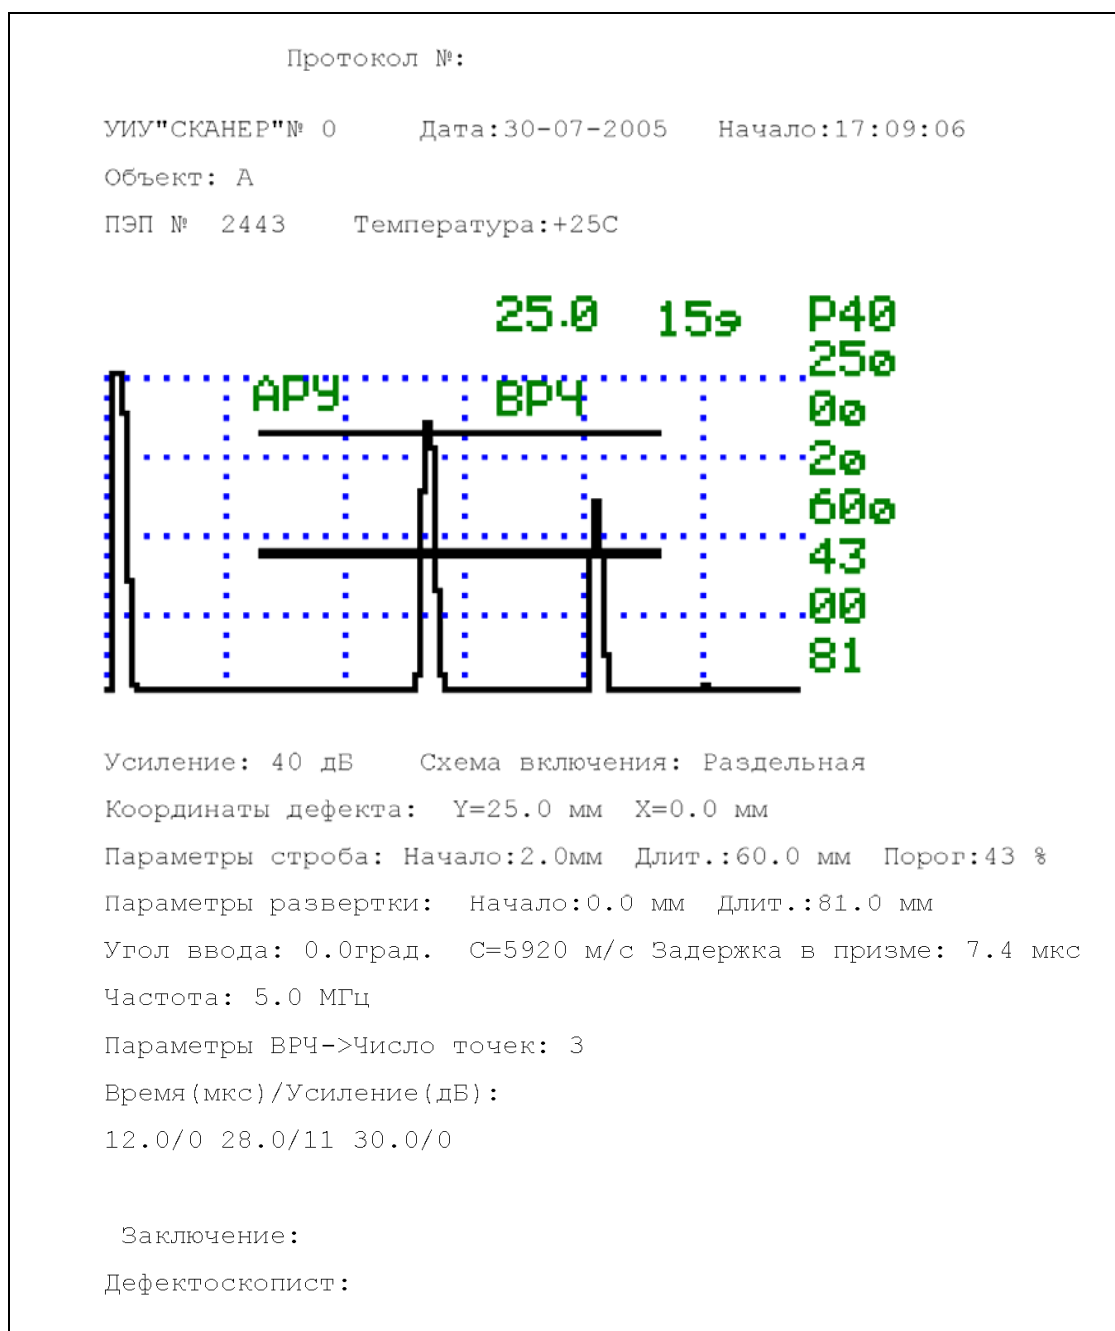 Протокол №:
УИУ"СКАНЕР"№ 0 Дата:30-07-2005 Начало:17:09:06
Объект: А
ПЭП № 2443 Температура:+25С
25.0 15э Р40
250
АРУ ВРЧ 00
20
600
43
00
81
Усиление: 40 дБ Схема включения: Раздельная
Координаты дефекта: Y=25.0 мм X=0.0 мм
Параметры строба: Начало:2.0мм Длит.:60.0 мм Порог:43 %
Параметры развертки: Начало:0.0 мм Длит.:81.0 мм
Угол ввода: 0.0град. С=5920 м/с Задержка в призме: 7.4 мкс
Частота: 5.0 МГц
Параметры ВРЧ->Число точек: 3
Время(мкс)/Усиление(дБ):
12.0/0 28.0/11 30.0/0
Заключение:
Дефектоскопист: